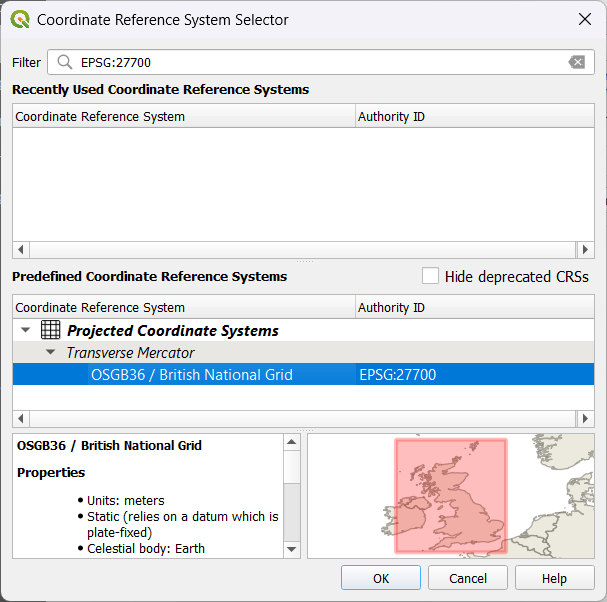 Coordinate Reference System Selector
Filter EPSG:27700
Recently Used Coordinate Reference Systems
Coordinate Reference System Authority ID
Predefined Coordinate Reference Systems Hide deprecated CRSs
Coordinate Reference System Authority ID
Projected Coordinate Systems
Transverse Mercator
OSGB36 / British National Grid EPSG:27700
OSGB36 / British National Grid
Properties
• Units: meters
• Static (relies on a datum which is
plate-fixed)
• Celestial body: Earth
OK Cancel Help